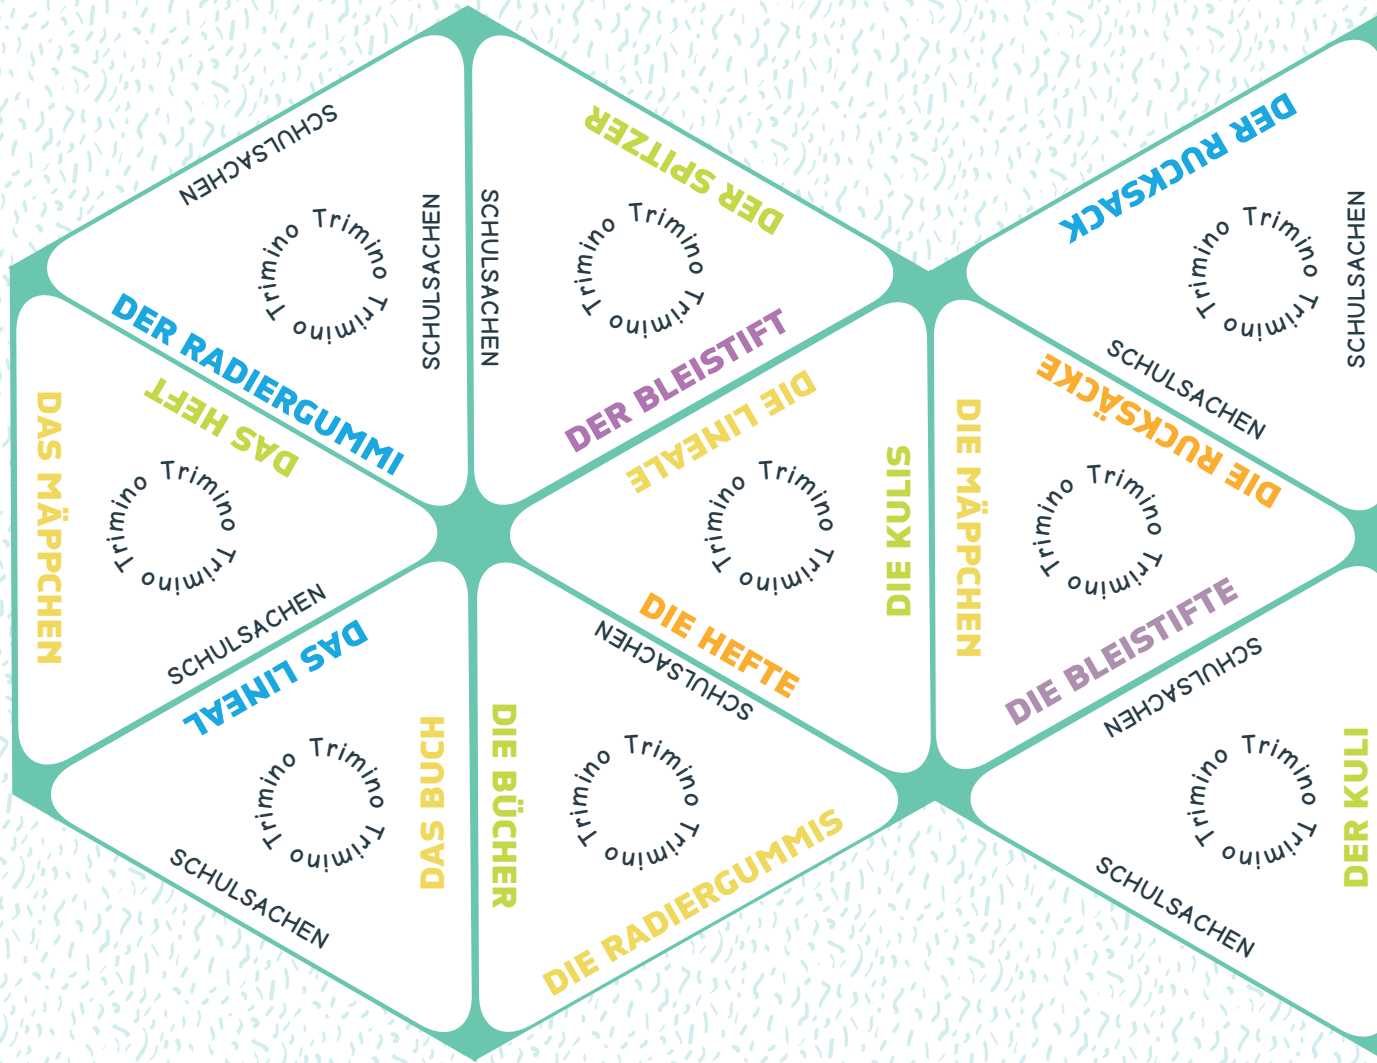 SCHULSACHEN
SCHULSACHEN
DER RADIERGUMMI
Trimino Trimino Trimino
SCHULSACHEN
DER SPITZER
DER BLEISTIFT
Trimino Trimino Trimino
DER RUCKSACK
SCHULSACHEN
SCHULSACHEN
Trimino Trimino Trimino
DAS MÄPPCHEN
DAS HEFT
SCHULSACHEN
Trimino Trimino Trimino
DIE LINEALE
DIE KULIS
DIE HEFTE
Trimino Trimino Trimino
DIE MÄPPCHEN
DIE RUCKSÄCKE
DIE BLEISTIFTE
Trimino Trimino Trimino
DAS LINEAL
DAS BUCH
SCHULSACHEN
Trimino Trimino Trimino
DIE BÜCHER
SCHULSACHEN
DIE RADIERGUMMIS
Trimino Trimino Trimino
SCHULSACHEN
DER KULI
SCHULSACHEN
Trimino Trimino Trimino